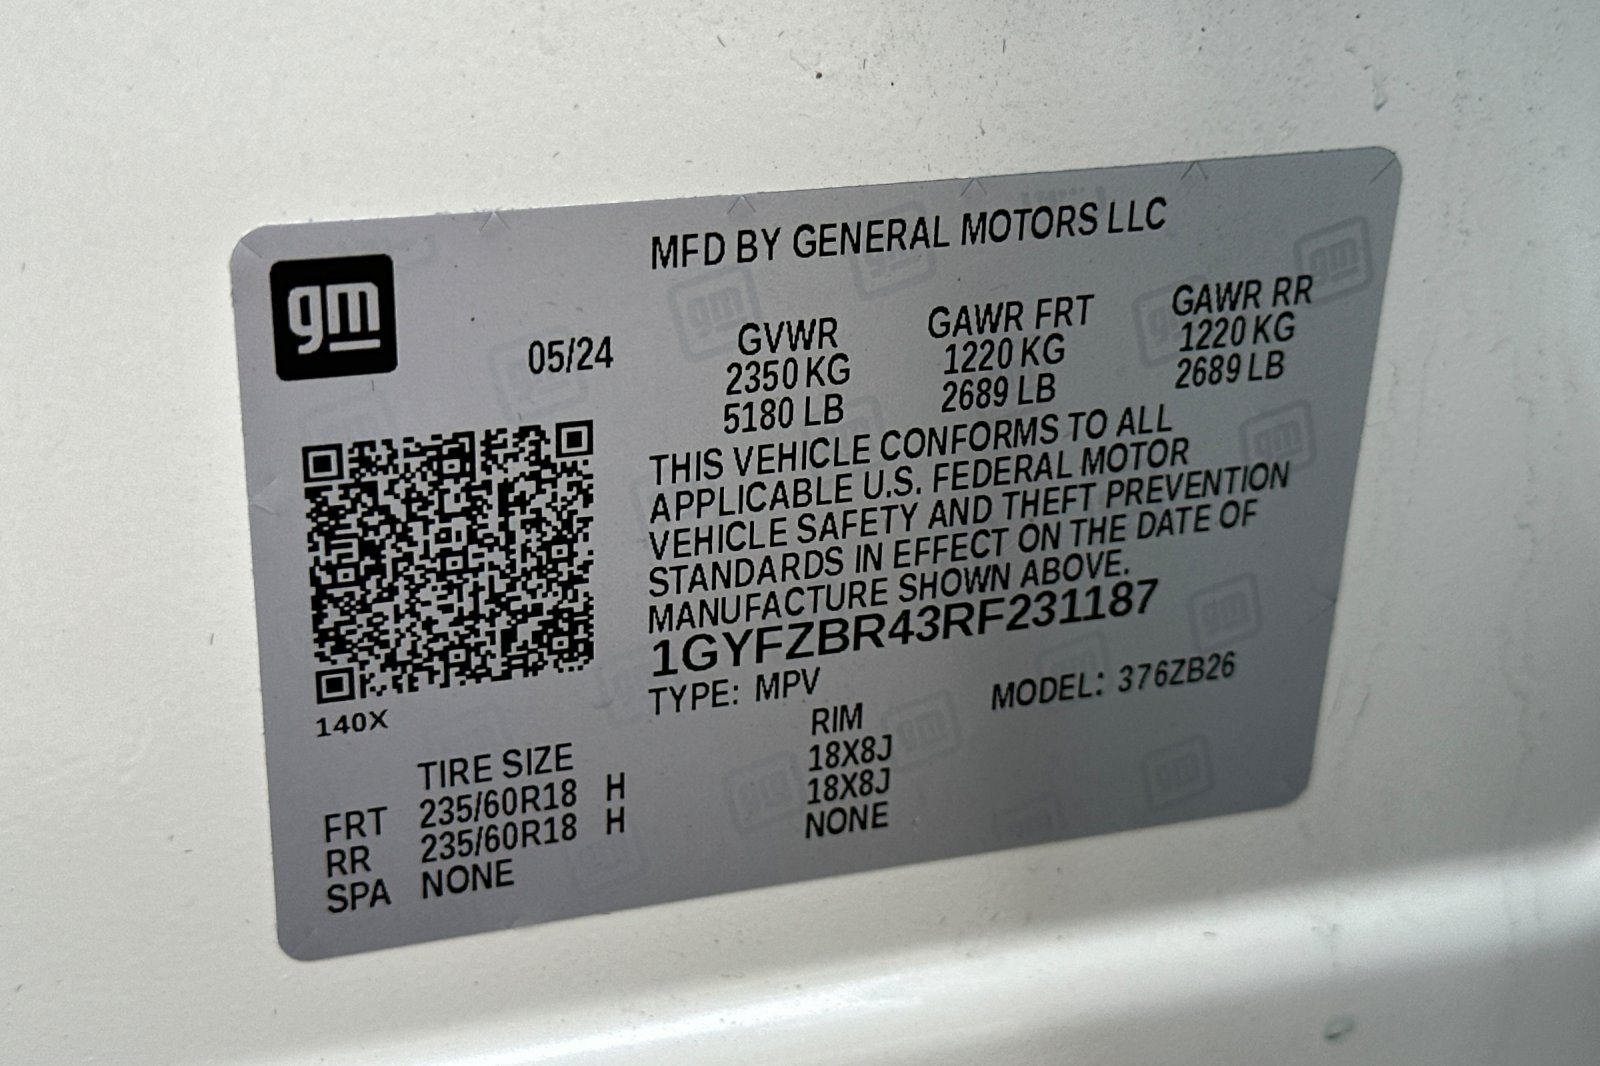 MFD BY GENERAL MOTORS LLC
gm
05/24
GVWR GAWR FRT GAWR RR
2350 KG 1220 KG 1220 KG
5180 LB 2689 LB 2689 LB
THIS VEHICLE CONFORMS TO ALL
APPLICABLE U.S. FEDERAL MOTOR
VEHICLE SAFETY AND THEFT PREVENTION
STANDARDS IN EFFECT ON THE DATE OF
MANUFACTURE SHOWN ABOVE.
1GYFZBR43RF231187
TYPE: MPV MODEL: 376ZB26
140X
TIRE SIZE RIM
FRT 235/60R18 H 18X8J
RR 235/60R18 H 18X8J
SPA NONE NONE